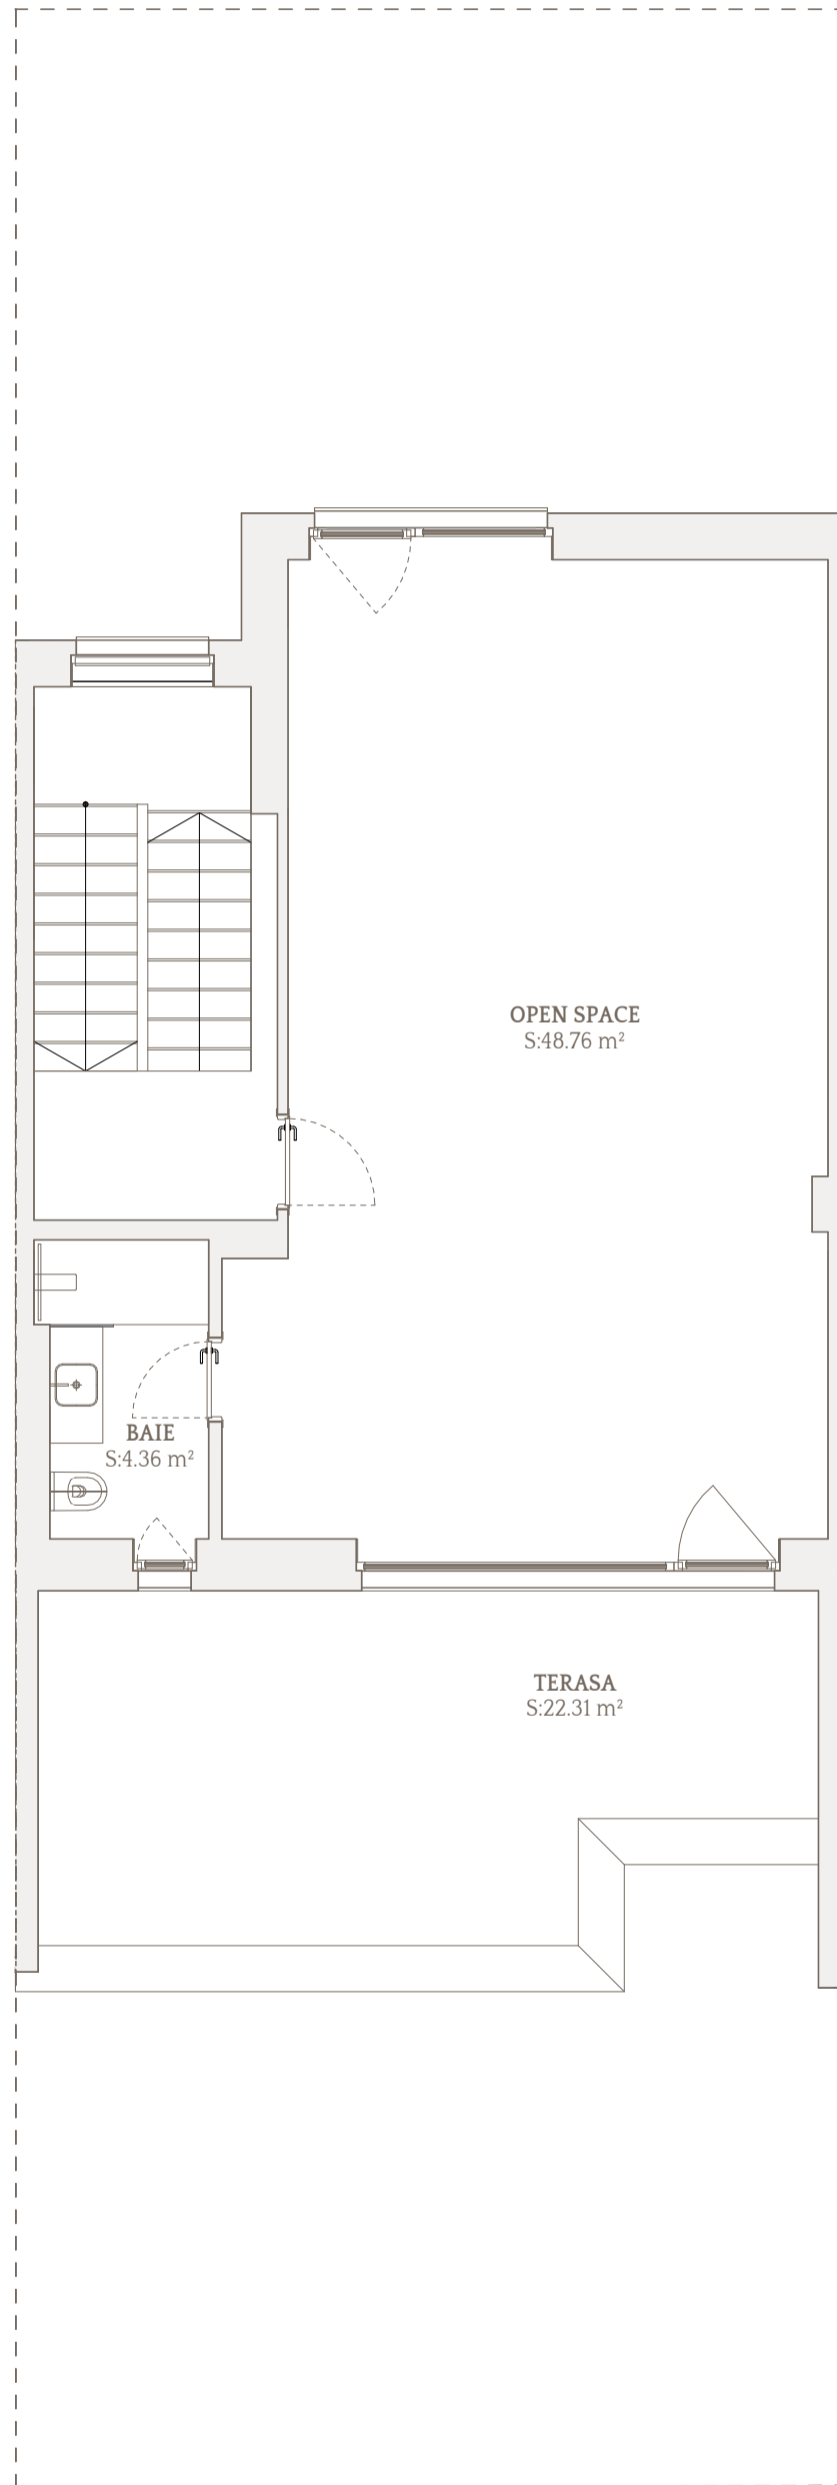 OPEN SPACE
S:48.76 m²
BAIE
S:4.36 m²
TERASA
S:22.31 m²